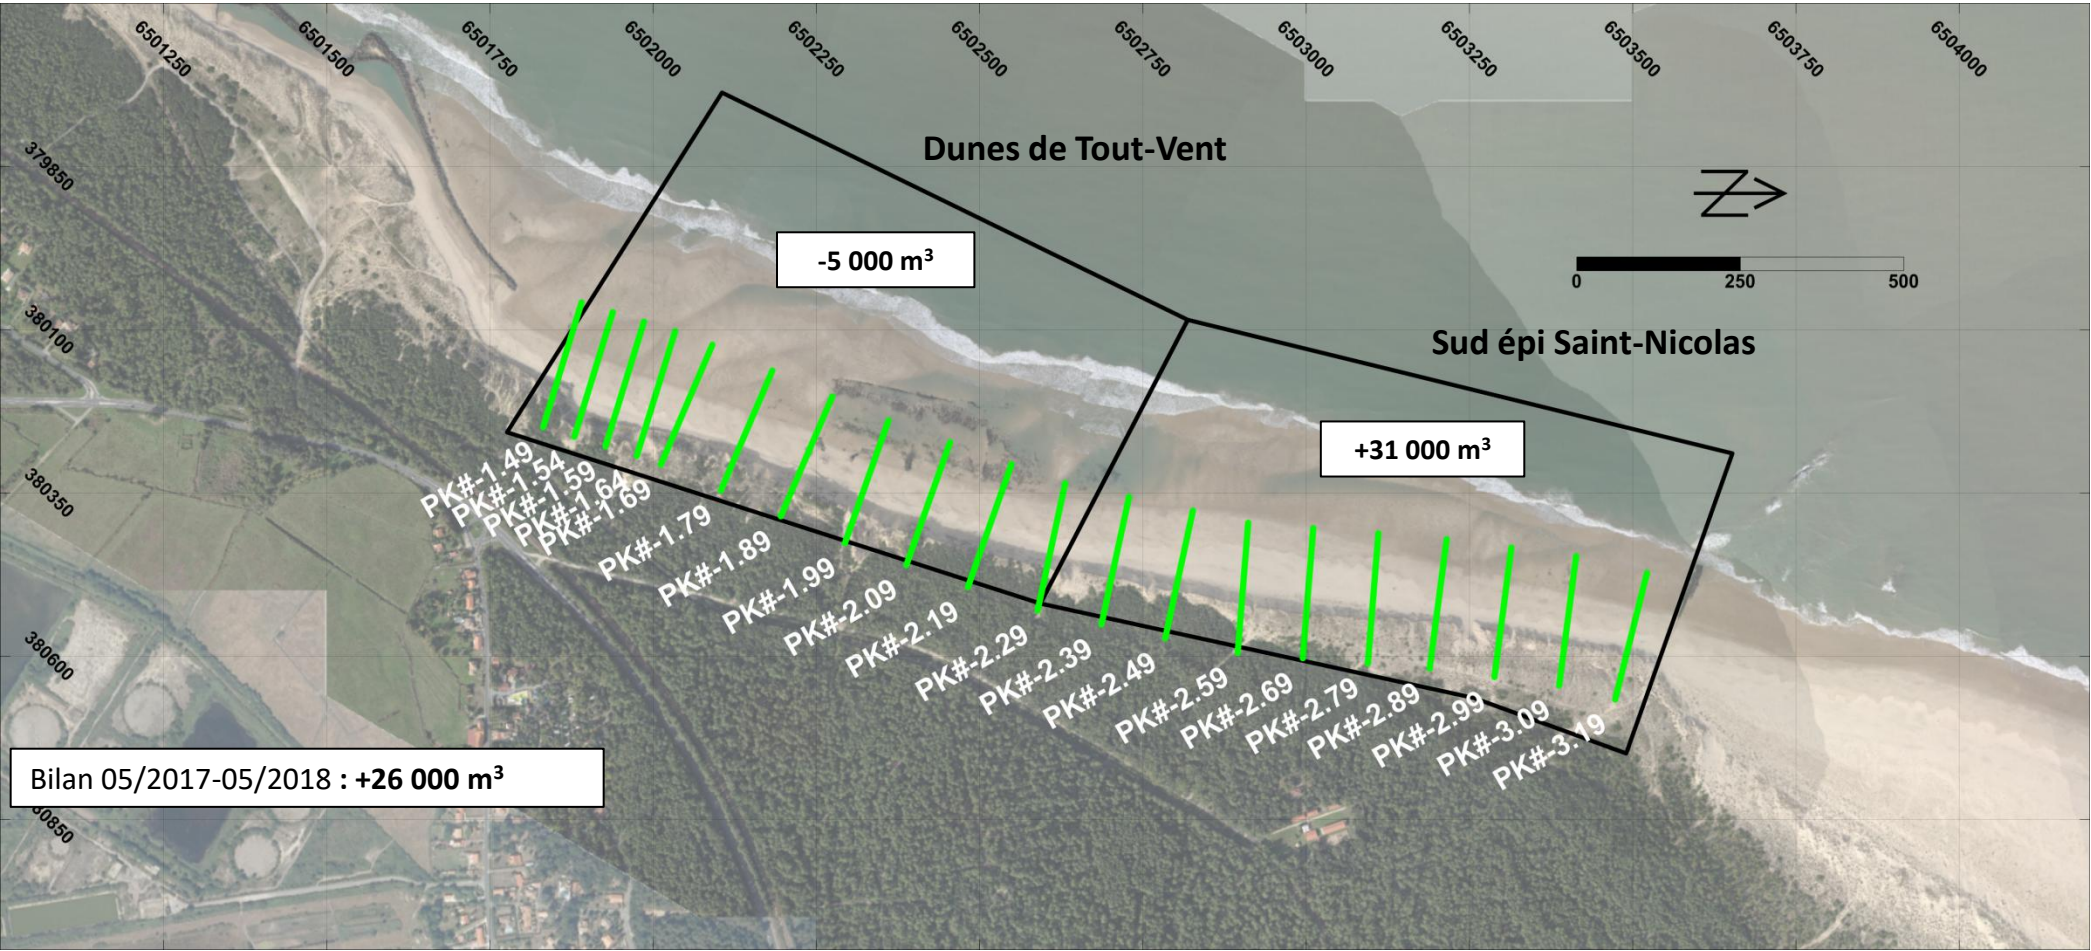 6501250
6501500
6501750
6502000
6502250
6502500
6502750
6503000
6503250
6503500
6503750
6504000
Dunes de Tout-Vent
379850
Z
-5 000 m³
0 250 500
380100
Sud épi Saint-Nicolas
+31 000 m³
380350
PK#-1.49
PK#-1.54
PK#-1.59
PK#-1.64
PK#-1.69
PK#-1.79
PK#-1.89
PK#-1.99
PK#-2.09
PK#-2.19
PK#-2.29
PK#-2.39
PK#-2.49
PK#-2.59
PK#-2.69
PK#-2.79
PK#-2.89
PK#-2.99
PK#-3.09
PK#-3.19
380600
Bilan 05/2017-05/2018 : +26 000 m³
80850